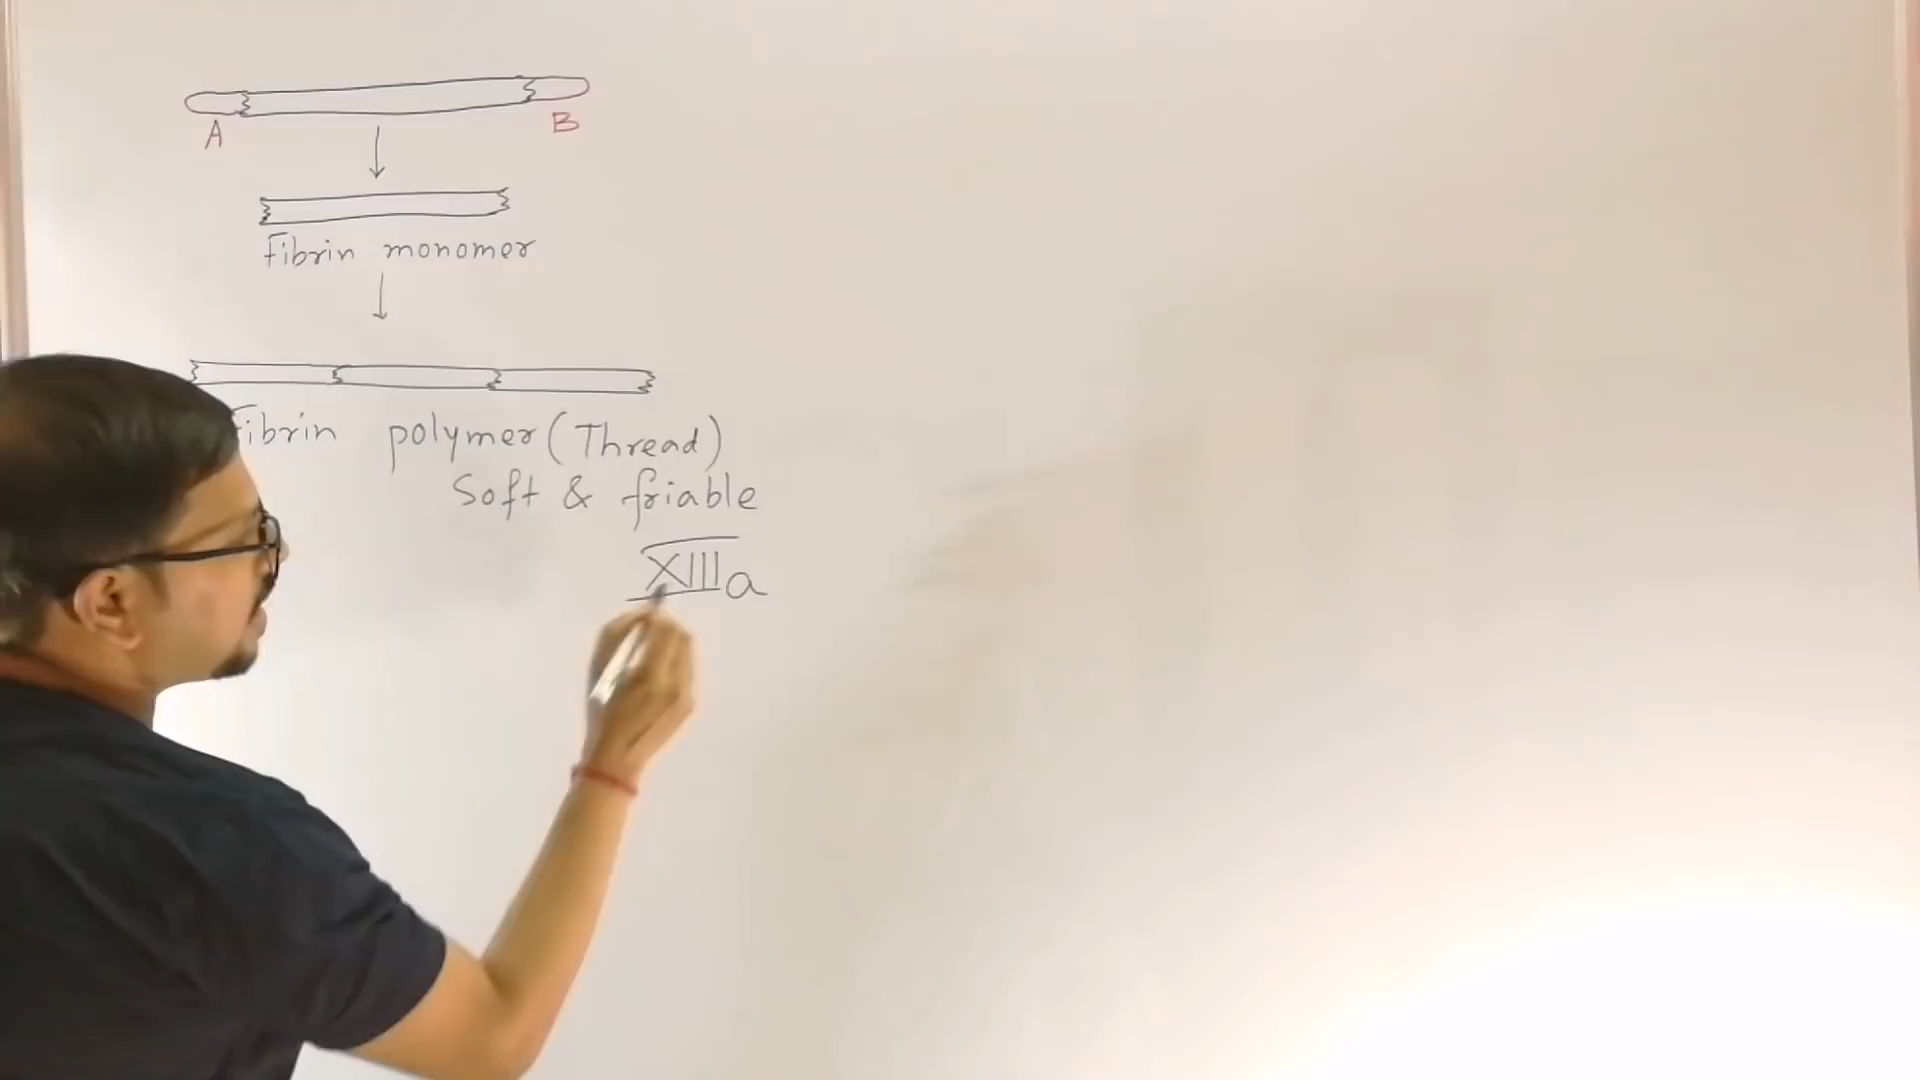 A B
Fibrin monomer
Fibrin polymer (Thread)
Soft & friable
XIIIa